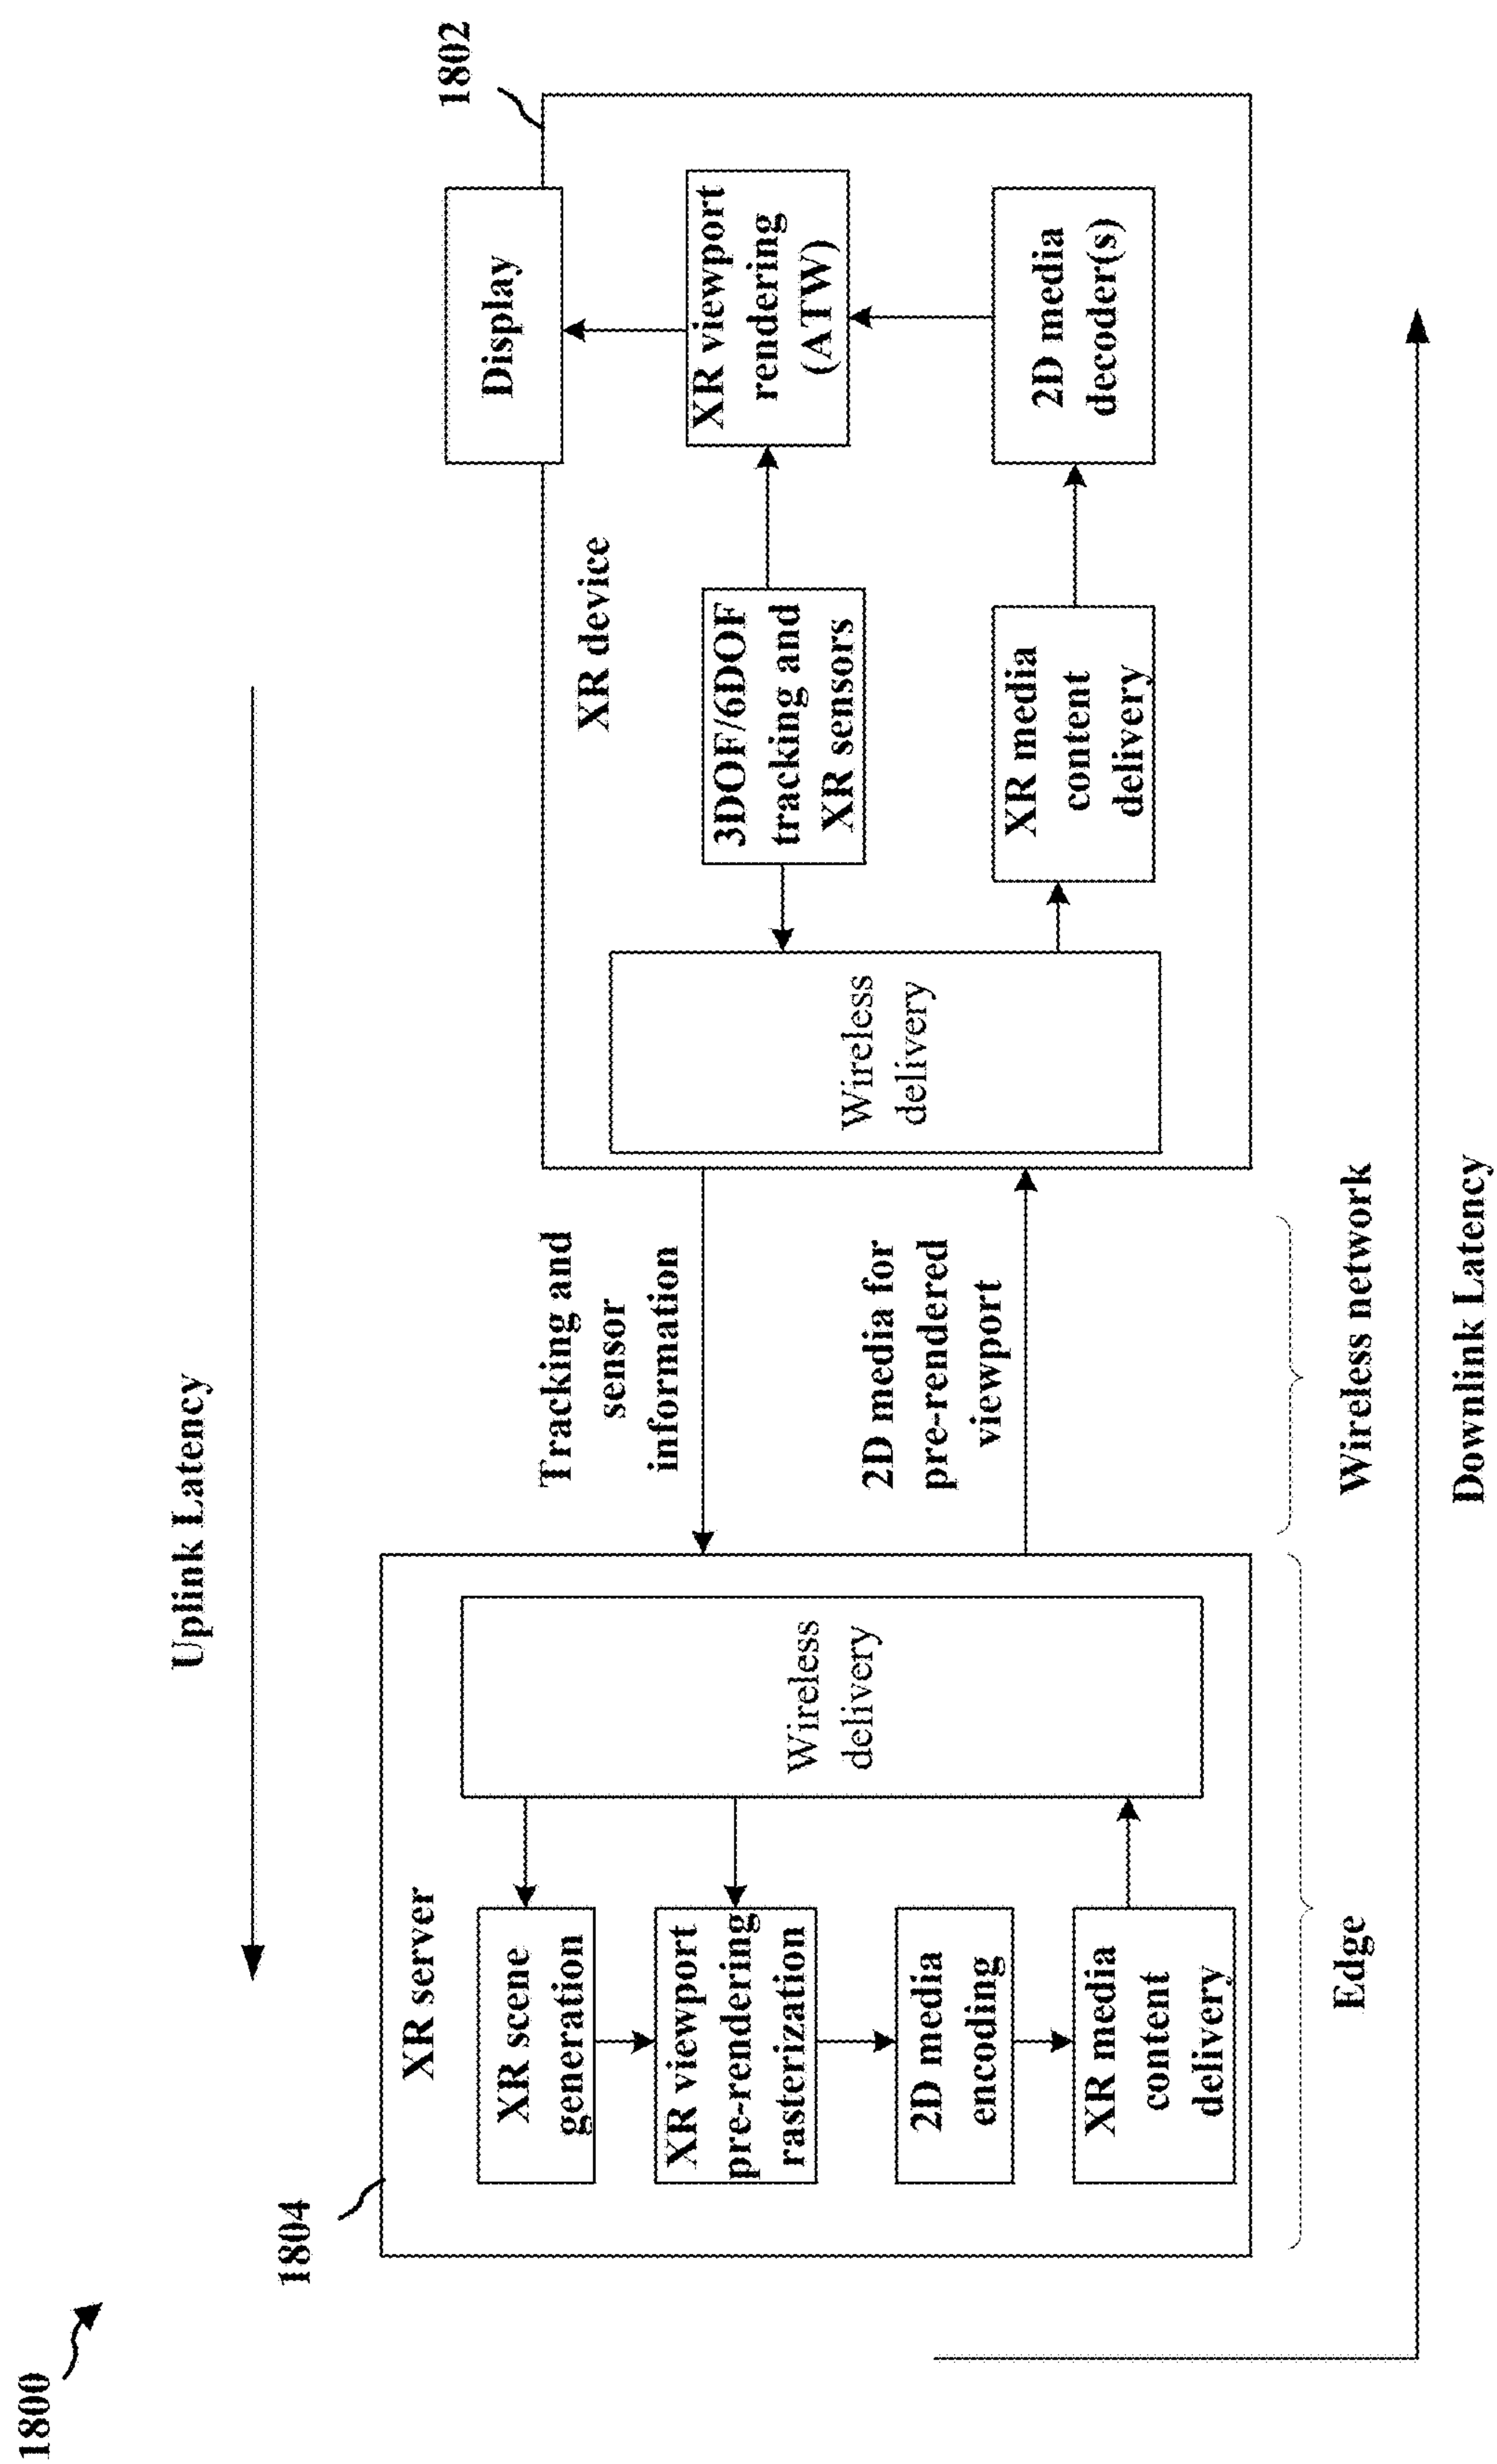 1800
Uplink Latency
1804
XR server
XR scene
generation
XR viewport
pre-rendering
rasterization
2D media
encoding
XR media
content
delivery
Wireless
delivery
Edge
Tracking and
sensor
information
2D media for
pre-rendered
viewport
Wireless network
1802
XR device
Wireless
delivery
3DOF/6DOF
tracking and
XR sensors
XR media
content
delivery
Display
XR viewport
rendering
(ATW)
2D media
decoder(s)
Downlink Latency